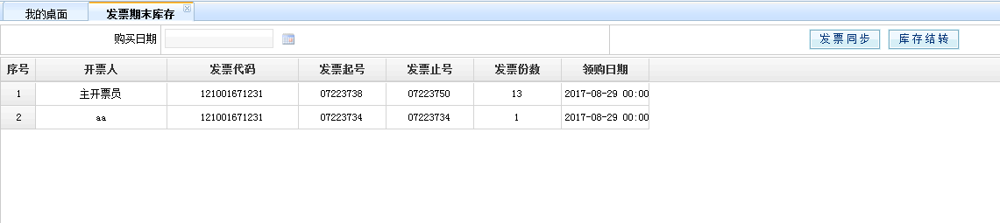 我的桌面 发票期末库存
购买日期 发票同步 库存结转
序号 开票人 发票代码 发票起号 发票止号 发票份数 领购日期
1 主开票员 121001671231 07223738 07223750 13 2017-08-29 00:00
2 aa 121001671231 07223734 07223734 1 2017-08-29 00:00